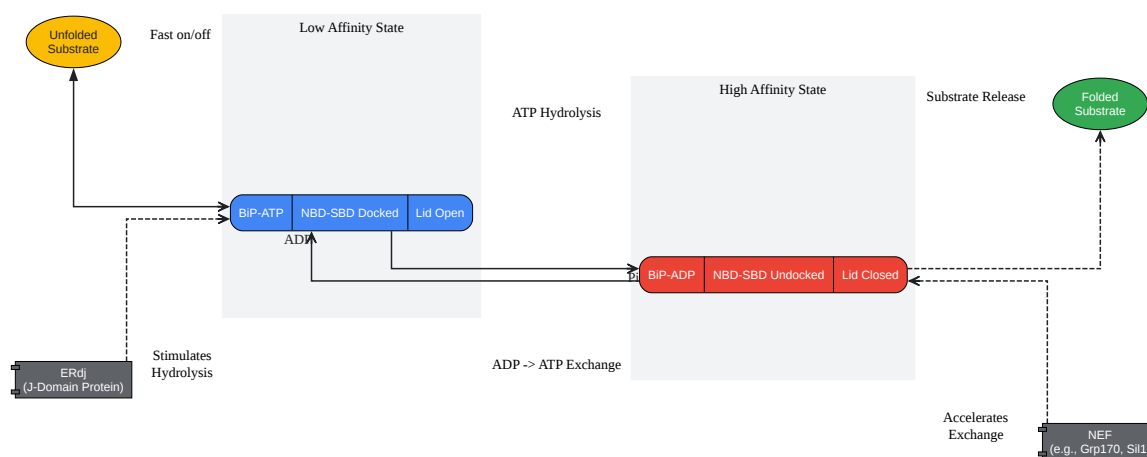 Unfolded
Substrate
Fast on/off
Low Affinity State
ATP Hydrolysis
High Affinity State
Substrate Release
Folded
Substrate
BiP-ATP
NBD-SBD Docked
Lid Open
ADP
Pi
BiP-ADP
NBD-SBD Undocked
Lid Closed
Stimulates
Hydrolysis
ERdj
(J-Domain Protein)
ADP -> ATP Exchange
Accelerates
Exchange
NEF
(e.g., Grp170, Sil1